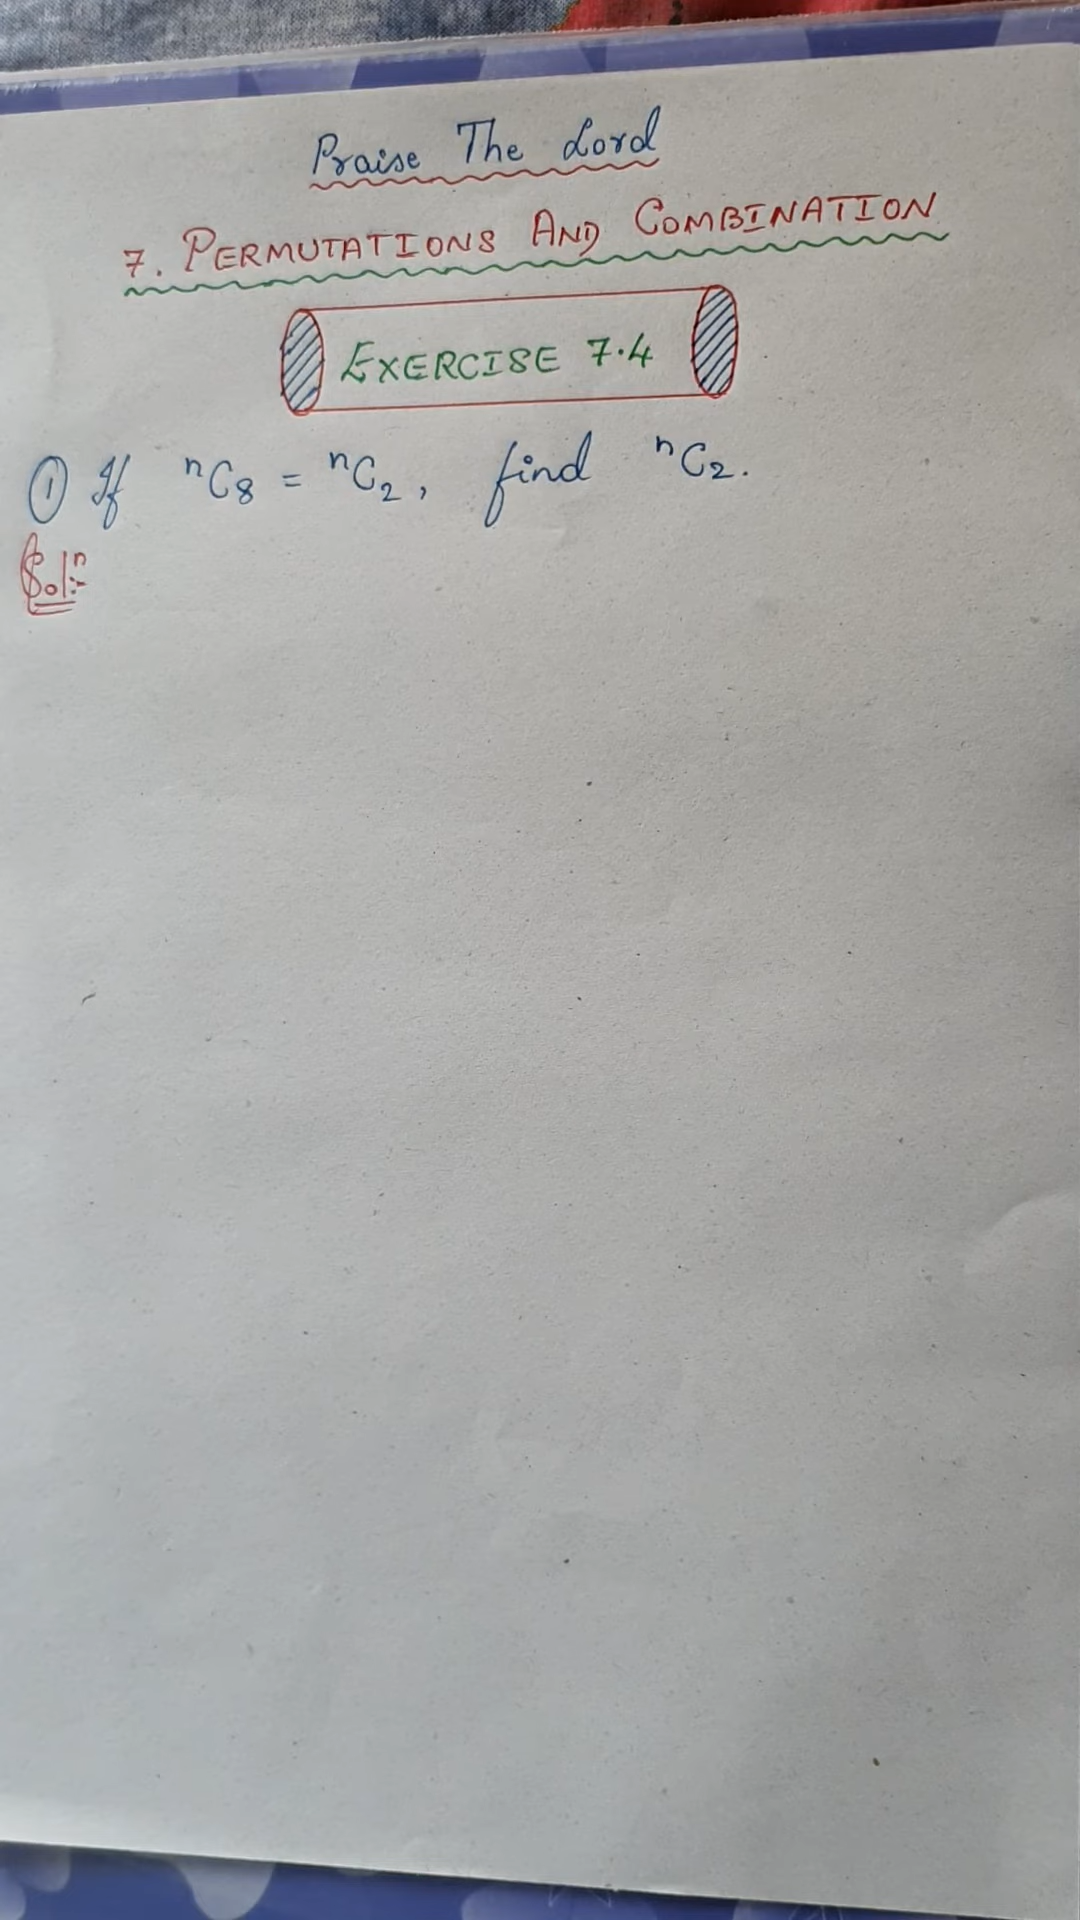 Praise The Lord
7. PERMUTATIONS AND COMBINATION
EXERCISE 7.4
① If ⁿC₈ = ⁿC₂, find ⁿC₂.
Solⁿ:-